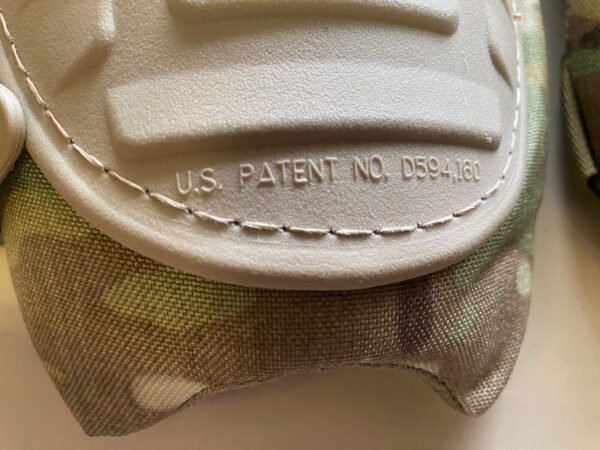 U.S. PATENT NO. D594,160